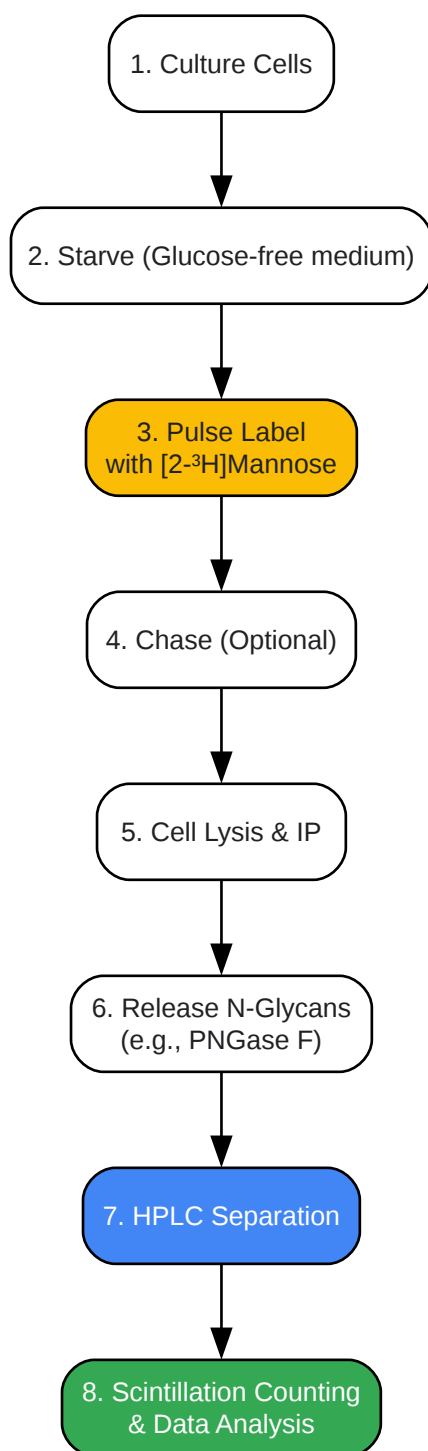 1. Culture Cells
2. Starve (Glucose-free medium)
3. Pulse Label
with [2-³H]Mannose
4. Chase (Optional)
5. Cell Lysis & IP
6. Release N-Glycans
(e.g., PNGase F)
7. HPLC Separation
8. Scintillation Counting
& Data Analysis